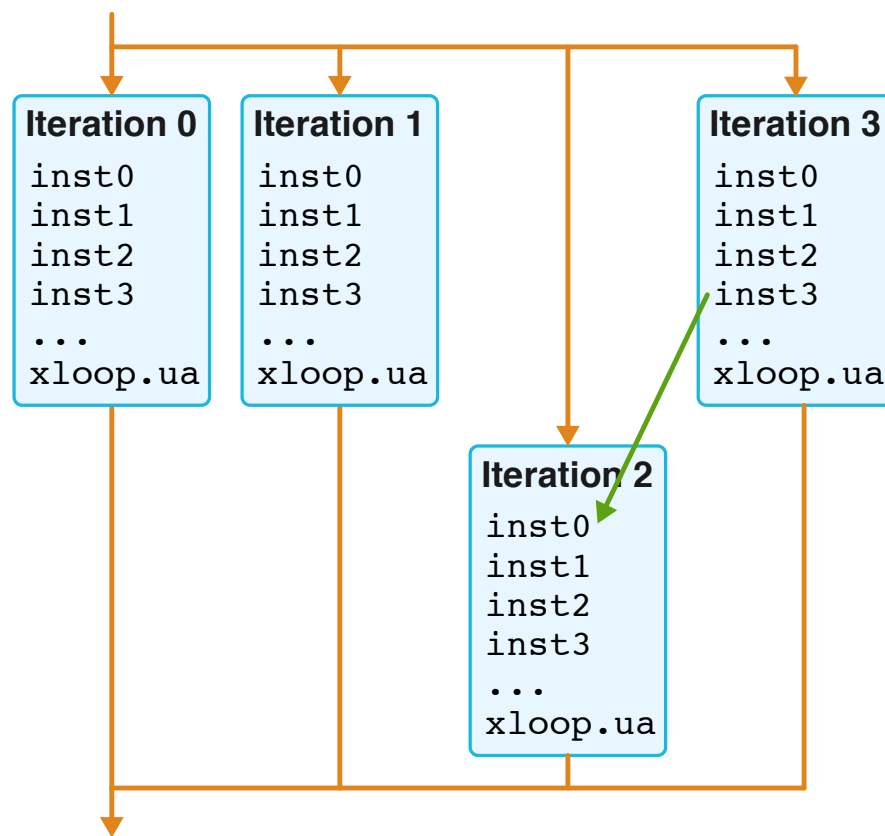 Iteration 0
inst0
inst1
inst2
inst3
...
xloop.ua
Iteration 1
inst0
inst1
inst2
inst3
...
xloop.ua
Iteration 3
inst0
inst1
inst2
inst3
...
xloop.ua
Iteration 2
inst0
inst1
inst2
inst3
...
xloop.ua